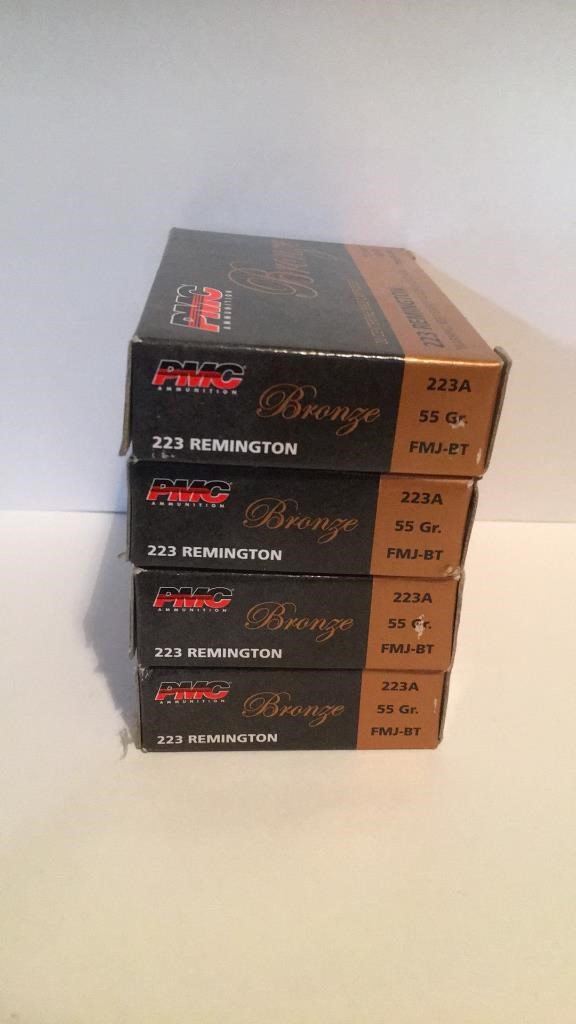 PMC
AMMUNITION
Bronze
223 REMINGTON
PMC
AMMUNITION
Bronze
223 REMINGTON
223A
55 Gr.
FMJ-BT
PMC
AMMUNITION
Bronze
223 REMINGTON
223A
55 Gr.
FMJ-BT
PMC
AMMUNITION
Bronze
223 REMINGTON
223A
55 Gr.
FMJ-BT
PMC
AMMUNITION
Bronze
223 REMINGTON
223A
55 Gr.
FMJ-BT